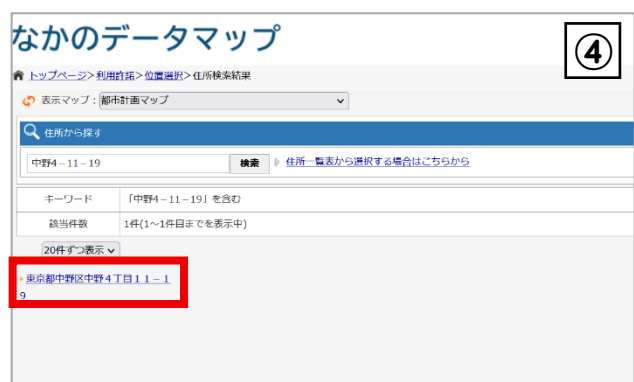 なかのデータマップ
④
トップページ>利用許諾>位置選択>住所検索結果
表示マップ：都市計画マップ
住所から探す
中野4－11－19 検索 住所一覧表から選択する場合はこちらから
キーワード 「中野4－11－19」を含む
該当件数 1件(1～1件目までを表示中)
20件ずつ表示
東京都中野区中野４丁目１１－１
９